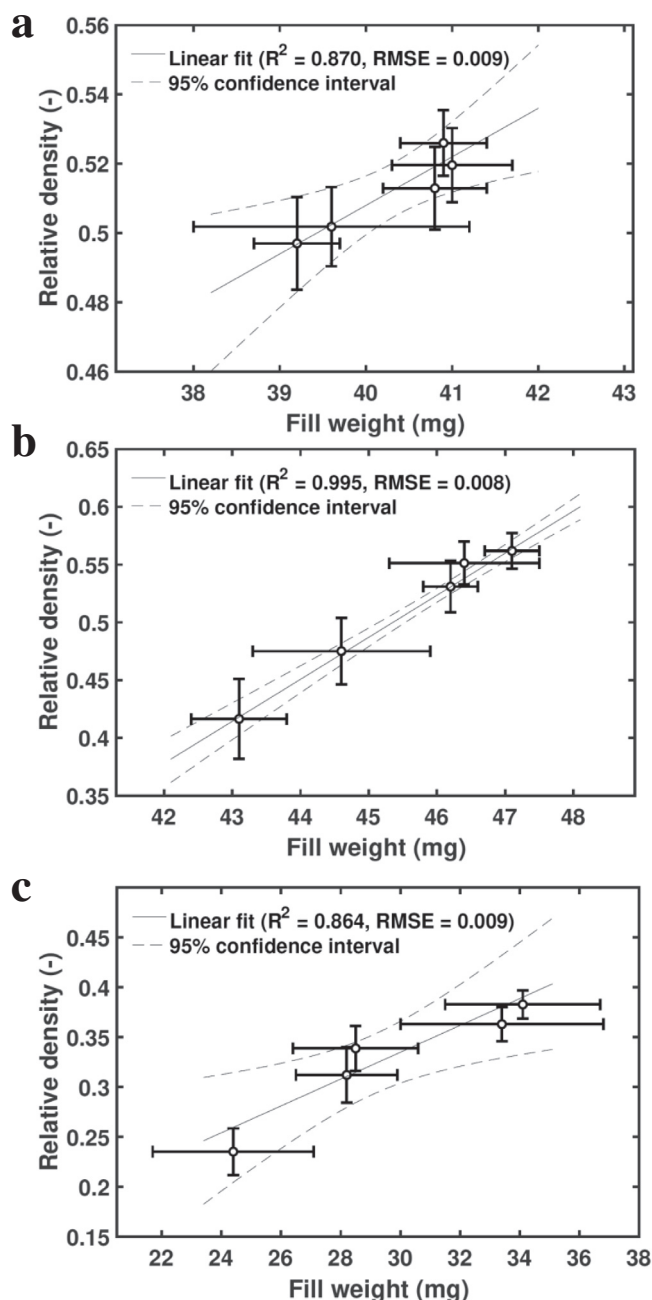 a
0.56
Linear fit (R² = 0.870, RMSE = 0.009)
95% confidence interval
0.54
0.52
0.5
0.48
0.46
Relative density (-)
38 39 40 41 42 43
Fill weight (mg)
b
0.65
Linear fit (R² = 0.995, RMSE = 0.008)
95% confidence interval
0.6
0.55
0.5
0.45
0.4
0.35
Relative density (-)
42 43 44 45 46 47 48
Fill weight (mg)
c
Linear fit (R² = 0.864, RMSE = 0.009)
95% confidence interval
0.45
0.4
0.35
0.3
0.25
0.2
0.15
Relative density (-)
24 26 28 30 32 34 36 38
Fill weight (mg)